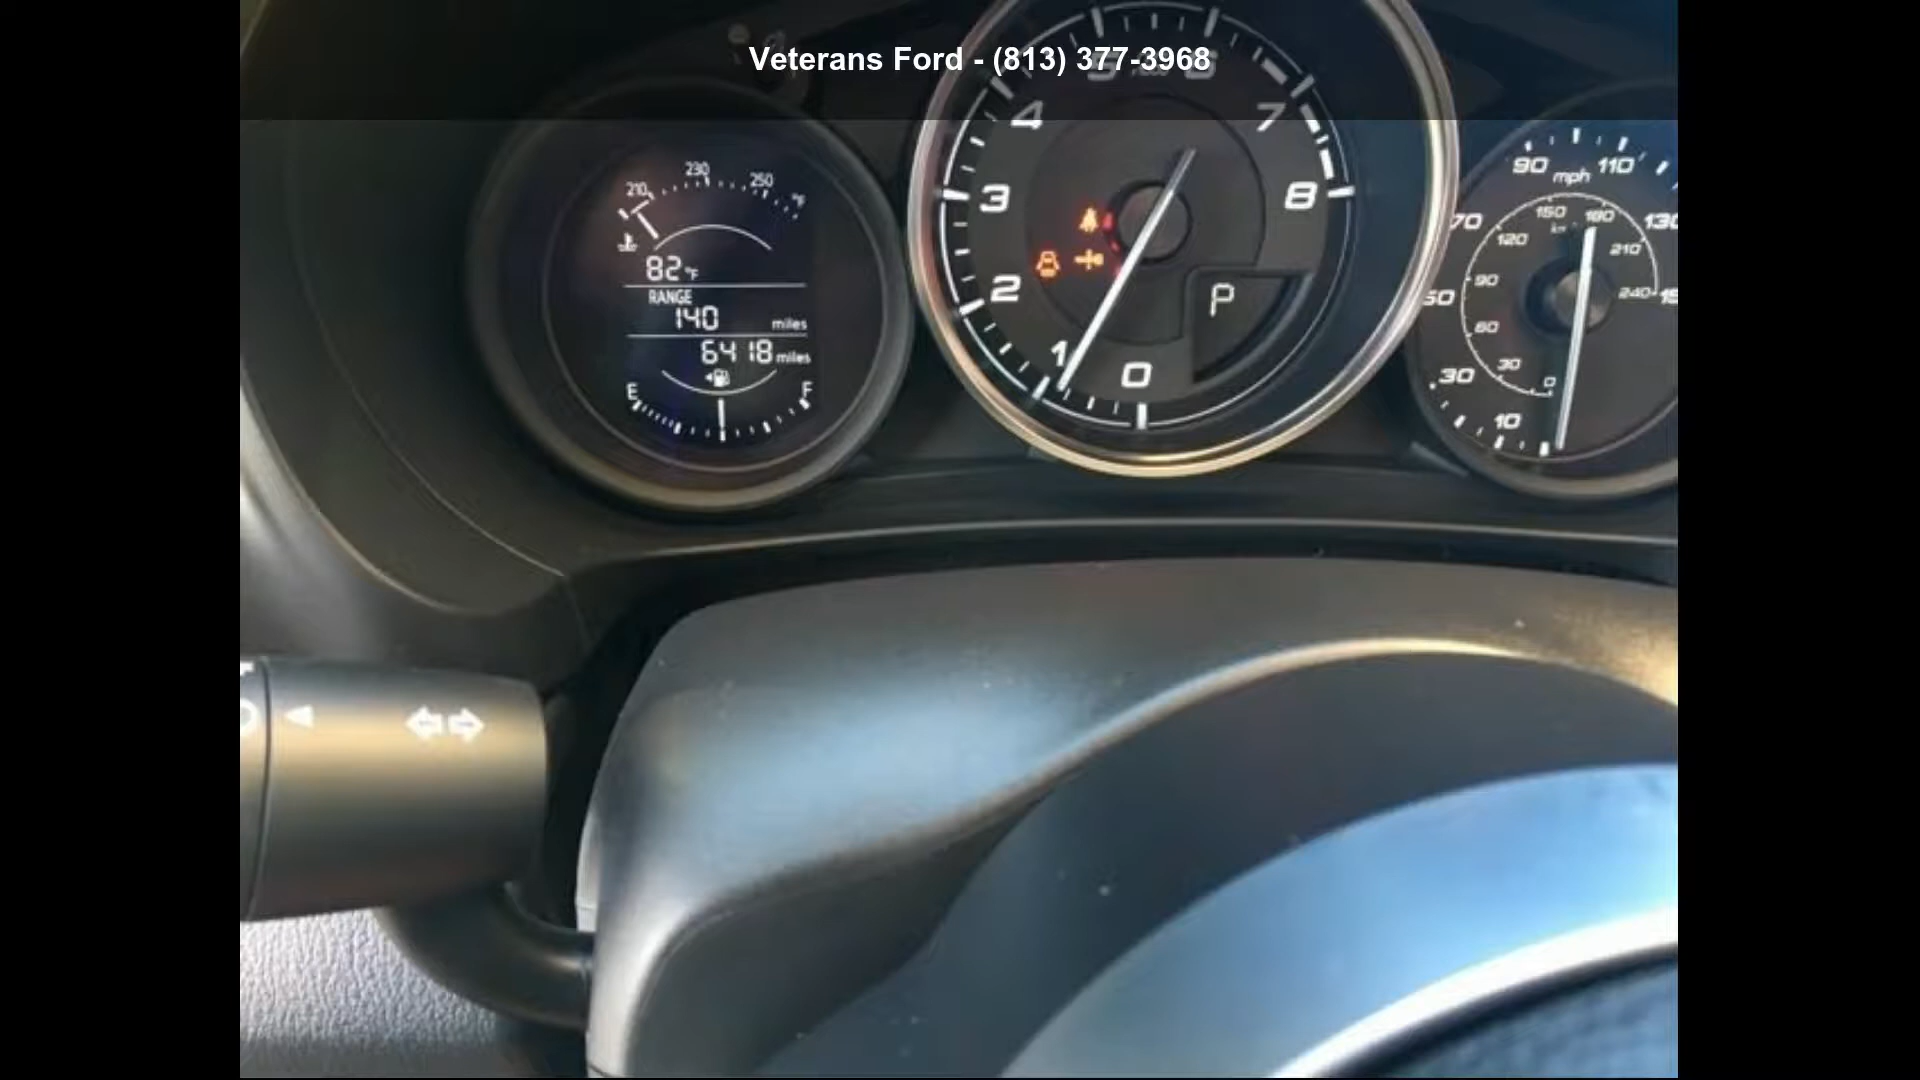 Veterans Ford - (813) 377-3968
210 230 250 °F
82 °F
RANGE
140 miles
6418 miles
E F
0 1 2 3 4 5 6 7 8
P
10 30 50 70 90 110 130
mph
0 30 60 90 120 150 180 210 240